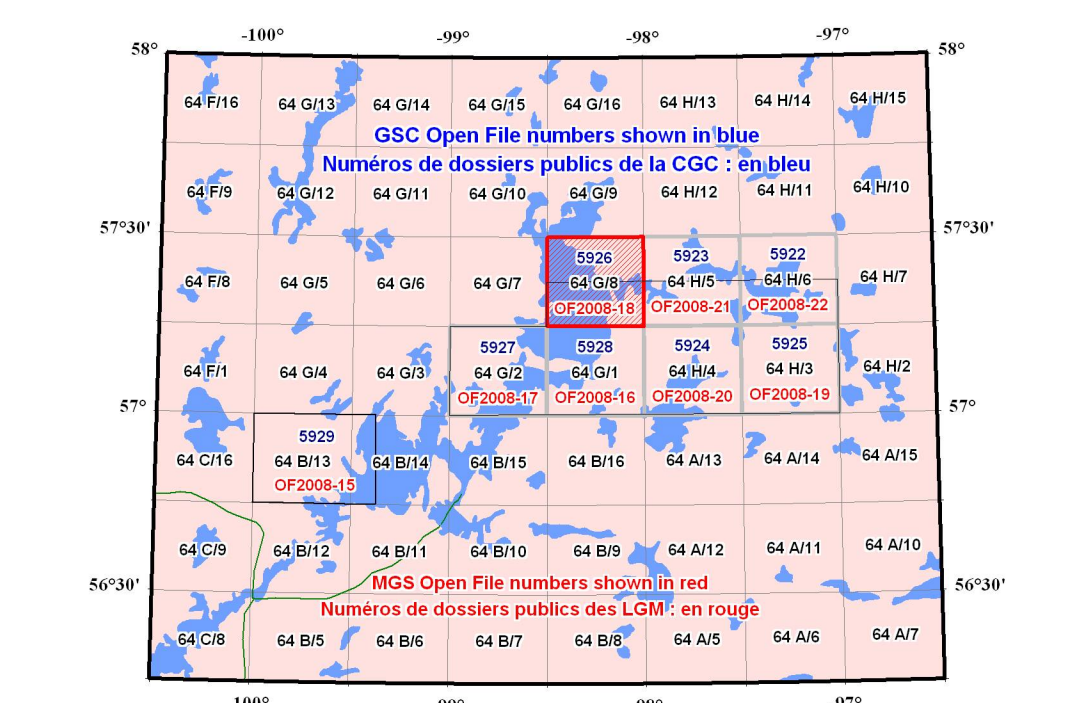 -100° -99° -98° -97°
58° 58°
64 F/16 64 G/13 64 G/14 64 G/15 64 G/16 64 H/13 64 H/14 64 H/15
GSC Open File numbers shown in blue
Numéros de dossiers publics de la CGC : en bleu
64 F/9 64 G/12 64 G/11 64 G/10 64 G/9 64 H/12 64 H/11 64 H/10
57°30' 57°30'
5926 5923 5922
64 F/8 64 G/5 64 G/6 64 G/7 64 G/8 64 H/5 64 H/6 64 H/7
OF2008-18 OF2008-21 OF2008-22
5927 5928 5924 5925
64 F/1 64 G/4 64 G/3 64 G/2 64 G/1 64 H/4 64 H/3 64 H/2
OF2008-17 OF2008-16 OF2008-20 OF2008-19
57° 57°
5929
64 C/16 64 B/13 64 B/14 64 B/15 64 B/16 64 A/13 64 A/14 64 A/15
OF2008-15
64 C/9 64 B/12 64 B/11 64 B/10 64 B/9 64 A/12 64 A/11 64 A/10
56°30' 56°30'
MGS Open File numbers shown in red
Numéros de dossiers publics des LGM : en rouge
64 C/8 64 B/5 64 B/6 64 B/7 64 B/8 64 A/5 64 A/6 64 A/7